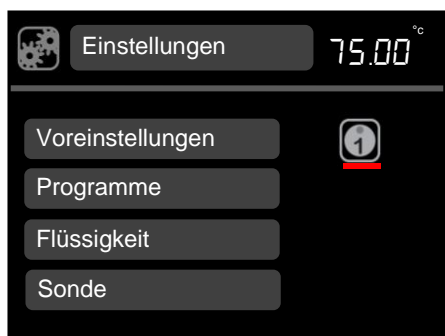 Einstellungen 75.00 °c
Voreinstellungen 1
Programme
Flüssigkeit
Sonde